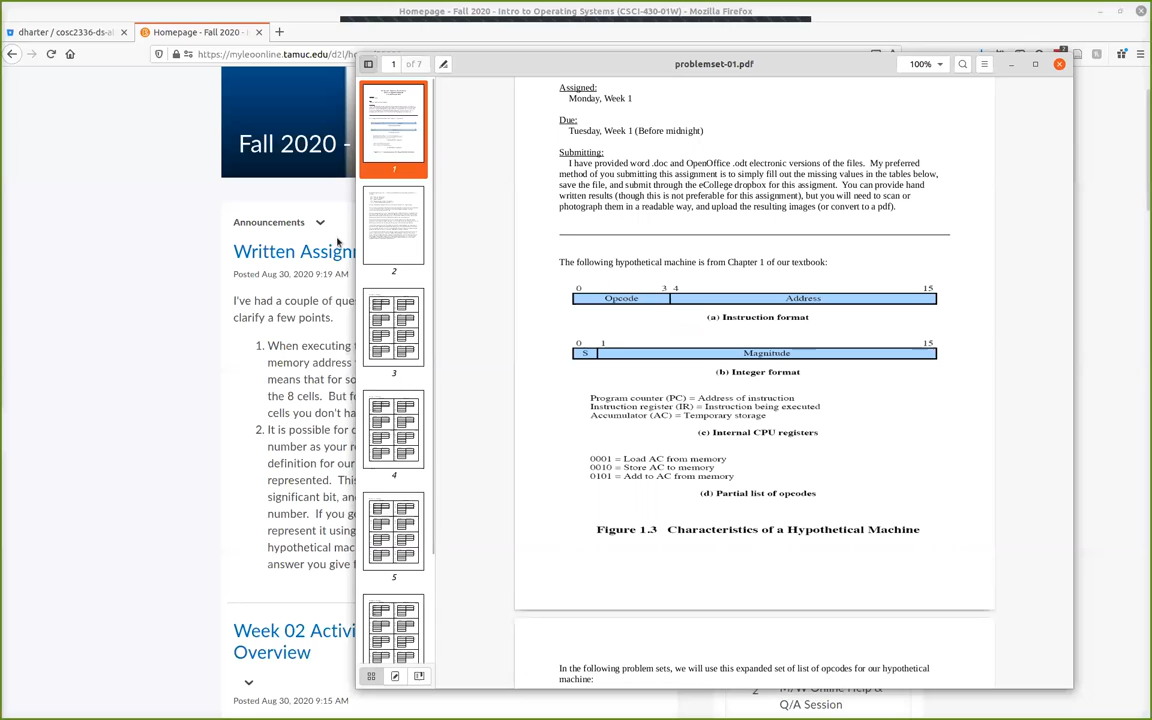 Homepage - Fall 2020 - Intro to Operating Systems (CSCI-430-01W) - Mozilla Firefox
dharter / cosc2336-ds-al
Homepage - Fall 2020 -
https://myleoonline.tamuc.edu/d2l/h
Fall 2020 -
Announcements
Written Assignm
Posted Aug 30, 2020 9:19 AM
I've had a couple of que
clarify a few points.
1. When executing
memory address
means that for so
the 8 cells. But f
cells you don't ha
2. It is possible for
number as your r
definition for our
represented. This
significant bit, an
number. If you g
represent it using
hypothetical mac
answer you give
Week 02 Activi
Overview
Posted Aug 30, 2020 9:15 AM
M/W Online Help &
Q/A Session
1 of 7
problemset-01.pdf
100%
1
2
3
4
5
Assigned:
Monday, Week 1
Due:
Tuesday, Week 1 (Before midnight)
Submitting:
I have provided word .doc and OpenOffice .odt electronic versions of the files. My preferred
method of you submitting this assignment is to simply fill out the missing values in the tables below,
save the file, and submit through the eCollege dropbox for this assigment. You can provide hand
written results (though this is not preferable for this assignment), but you will need to scan or
photograph them in a readable way, and upload the resulting images (or convert to a pdf).
The following hypothetical machine is from Chapter 1 of our textbook:
0 3 4 15
Opcode Address
(a) Instruction format
0 1 15
S Magnitude
(b) Integer format
Program counter (PC) = Address of instruction
Instruction register (IR) = Instruction being executed
Accumulator (AC) = Temporary storage
(c) Internal CPU registers
0001 = Load AC from memory
0010 = Store AC to memory
0101 = Add to AC from memory
(d) Partial list of opcodes
Figure 1.3 Characteristics of a Hypothetical Machine
In the following problem sets, we will use this expanded set of list of opcodes for our hypothetical
machine: